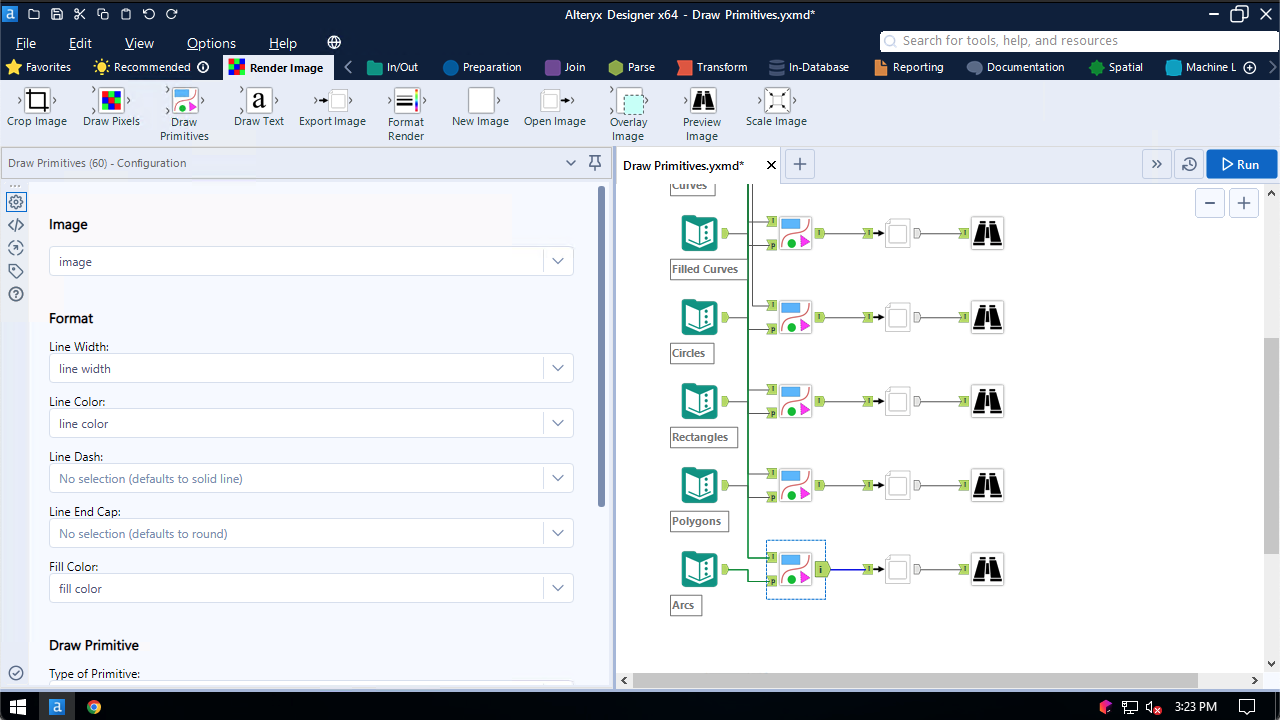 Alteryx Designer x64 - Draw Primitives.yxmd*
File Edit View Options Help
Search for tools, help, and resources
Favorites Recommended Render Image In/Out Preparation Join Parse Transform In-Database Reporting Documentation Spatial Machine L
Crop Image Draw Pixels Draw Primitives Draw Text Export Image Format Render New Image Open Image Overlay Image Preview Image Scale Image
Draw Primitives (60) - Configuration
Draw Primitives.yxmd*
Run
Image
image
Format
Line Width:
line width
Line Color:
line color
Line Dash:
No selection (defaults to solid line)
Line End Cap:
No selection (defaults to round)
Fill Color:
fill color
Draw Primitive
Type of Primitive:
Curves
Filled Curves
Circles
Rectangles
Polygons
Arcs
3:23 PM